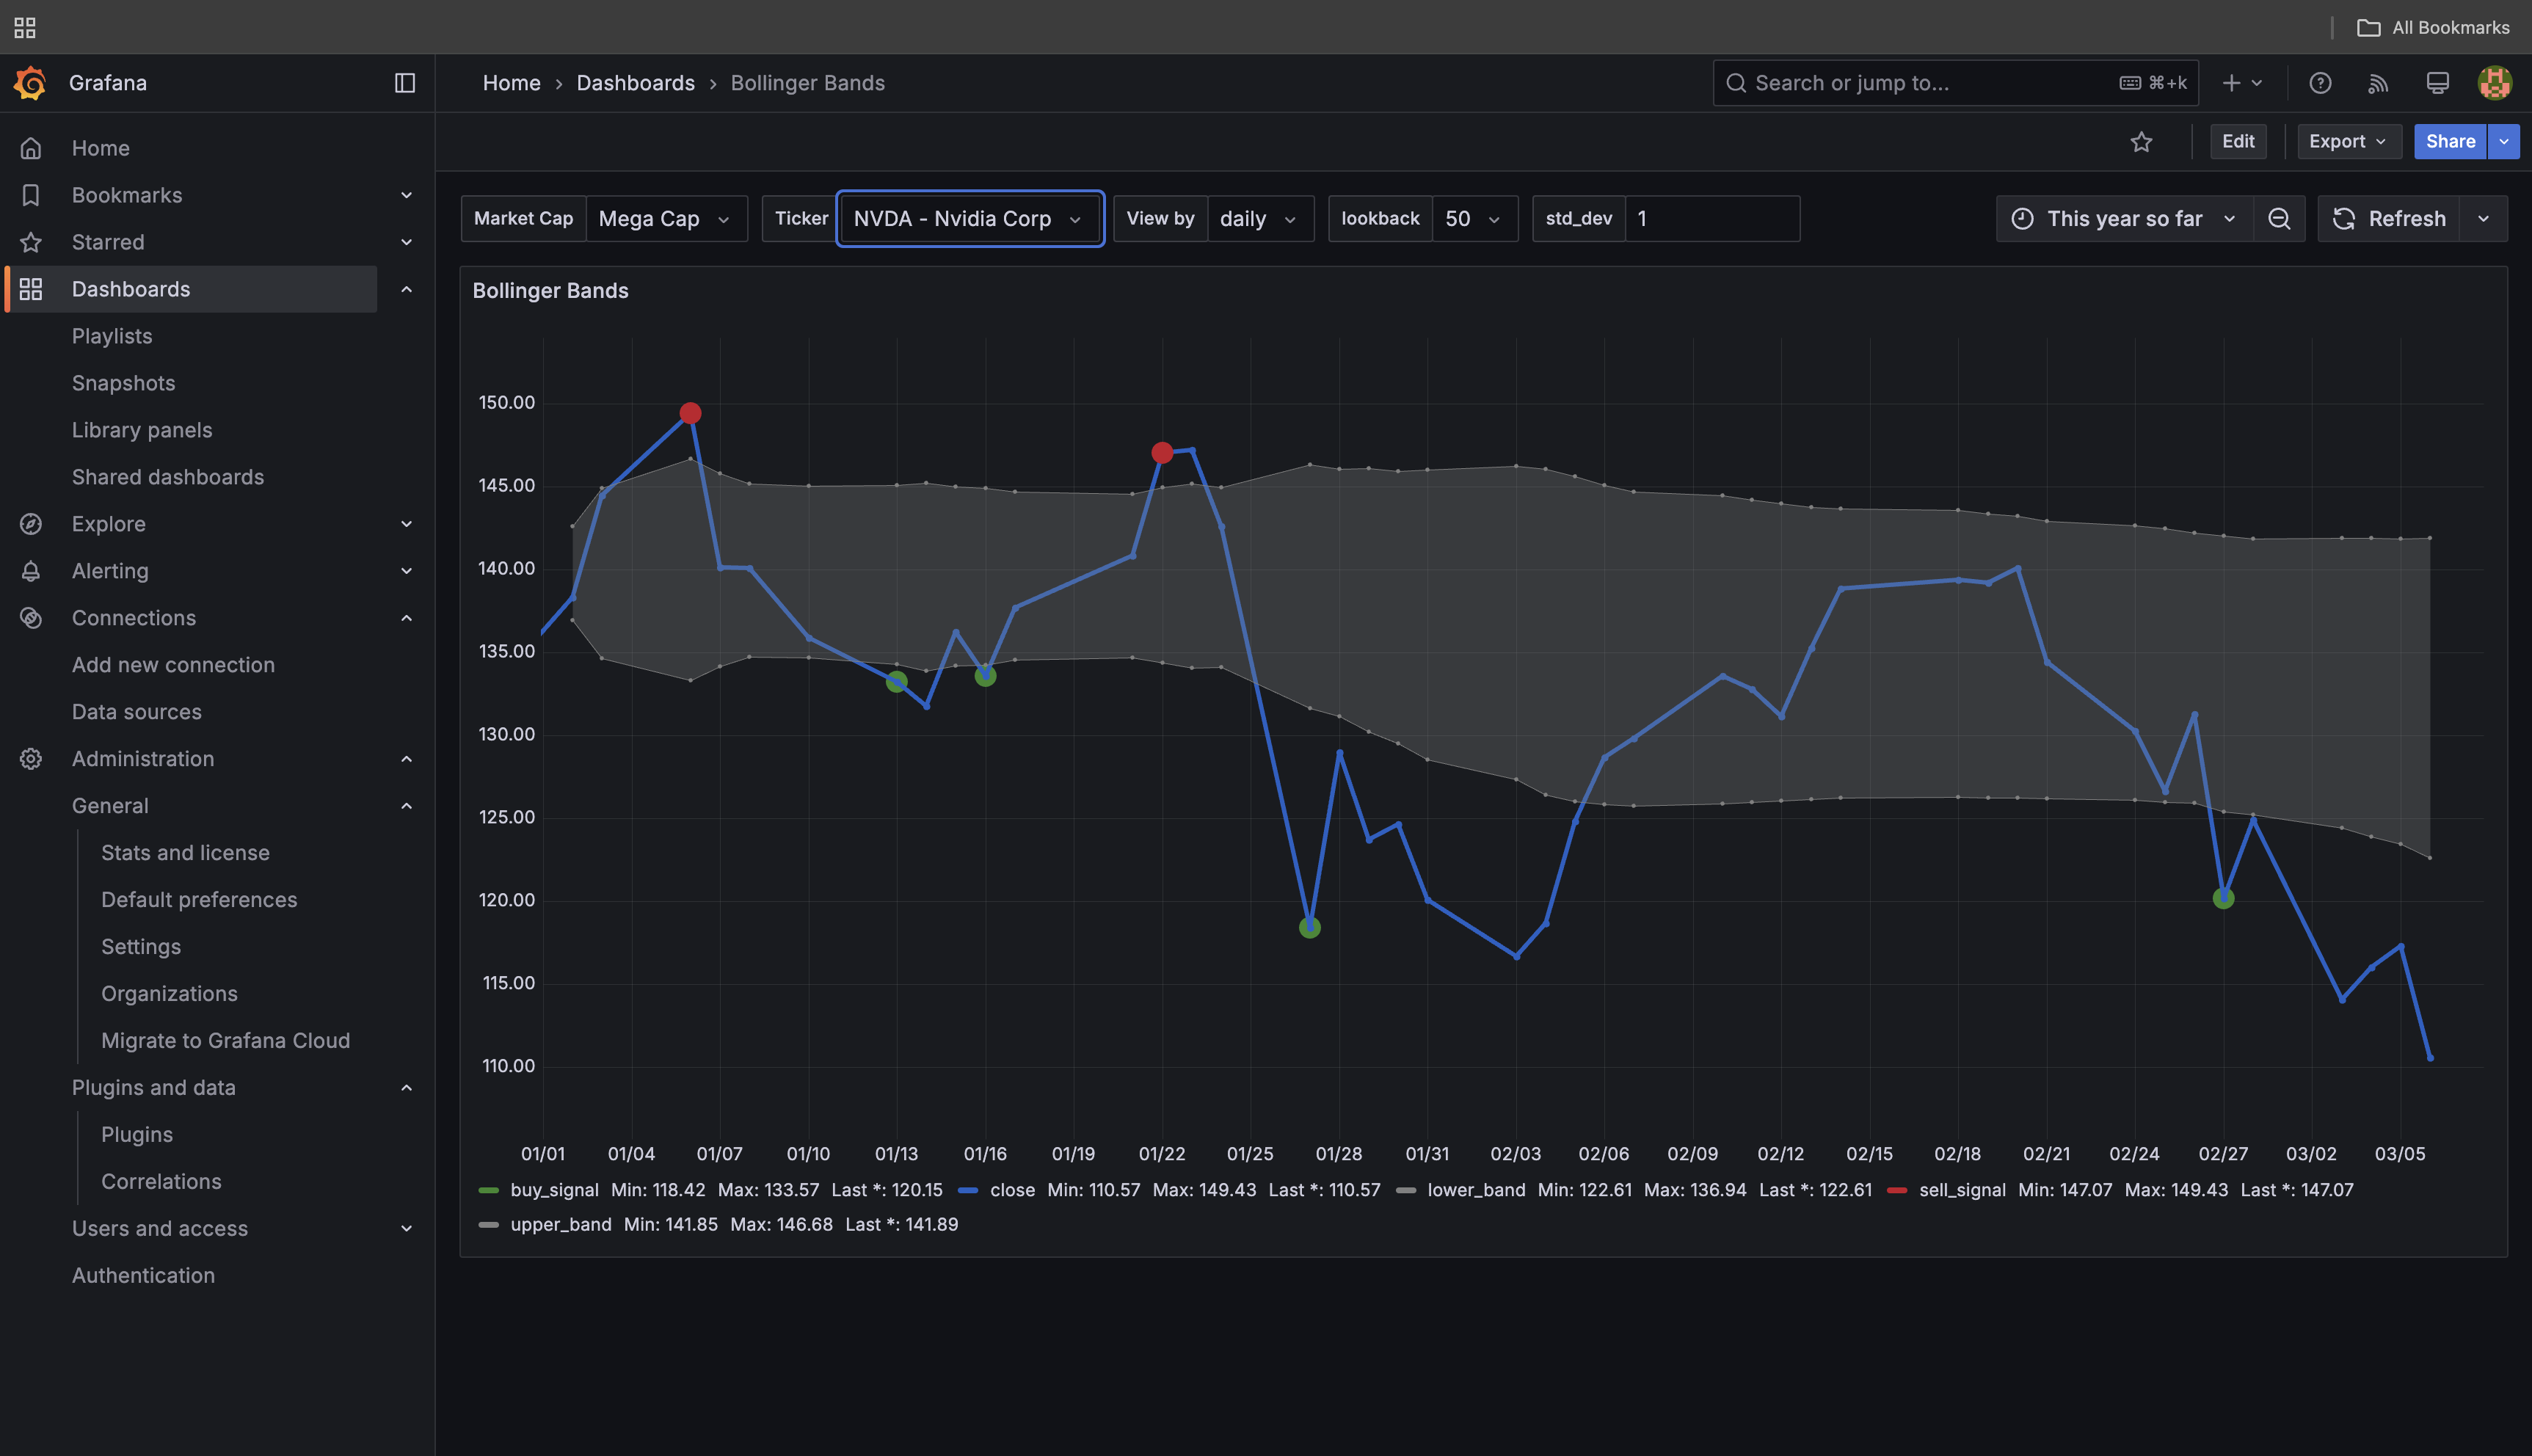 All Bookmarks
Grafana
Home › Dashboards › Bollinger Bands
Search or jump to... ⌘+k
Edit Export Share
Home
Bookmarks
Starred
Dashboards
Playlists
Snapshots
Library panels
Shared dashboards
Explore
Alerting
Connections
Add new connection
Data sources
Administration
General
Stats and license
Default preferences
Settings
Organizations
Migrate to Grafana Cloud
Plugins and data
Plugins
Correlations
Users and access
Authentication
Market Cap Mega Cap Ticker NVDA - Nvidia Corp View by daily lookback 50 std_dev 1 This year so far Refresh
Bollinger Bands
150.00
145.00
140.00
135.00
130.00
125.00
120.00
115.00
110.00
01/01 01/04 01/07 01/10 01/13 01/16 01/19 01/22 01/25 01/28 01/31 02/03 02/06 02/09 02/12 02/15 02/18 02/21 02/24 02/27 03/02 03/05
buy_signal Min: 118.42 Max: 133.57 Last *: 120.15 close Min: 110.57 Max: 149.43 Last *: 110.57 lower_band Min: 122.61 Max: 136.94 Last *: 122.61 sell_signal Min: 147.07 Max: 149.43 Last *: 147.07
upper_band Min: 141.85 Max: 146.68 Last *: 141.89